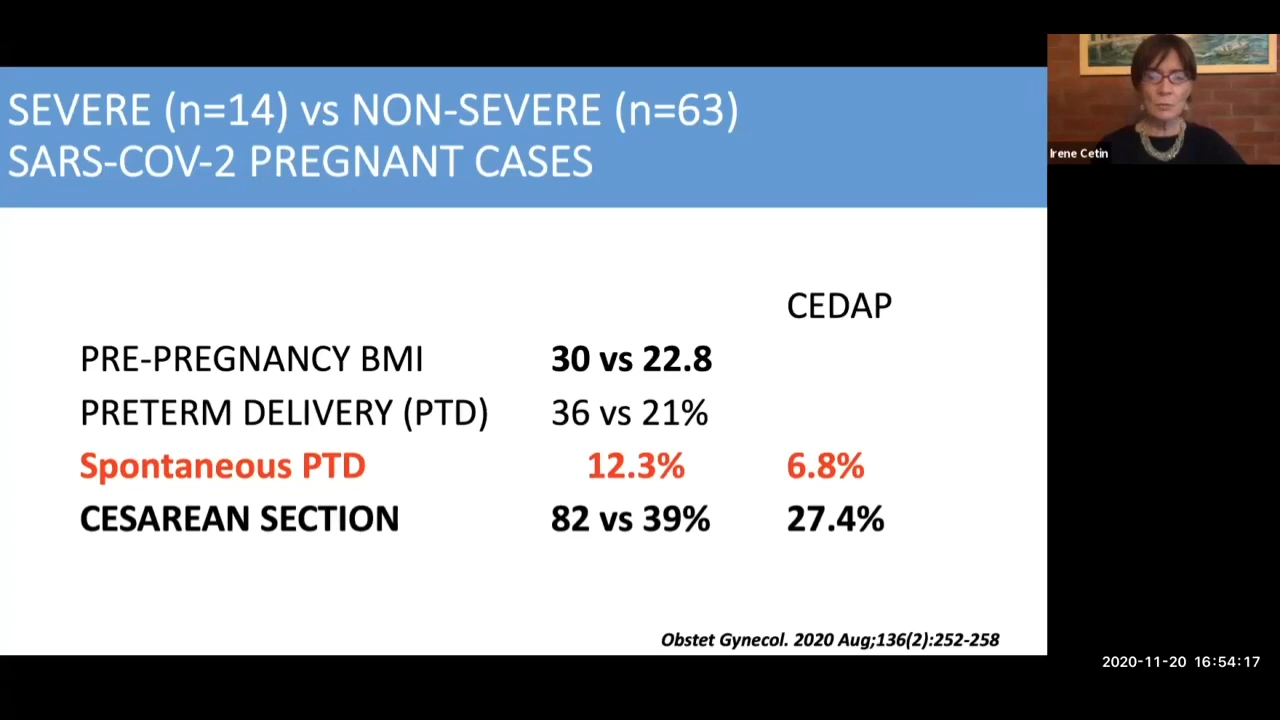 SEVERE (n=14) vs NON-SEVERE (n=63)
SARS-COV-2 PREGNANT CASES
Irene Cetin
CEDAP
PRE-PREGNANCY BMI 30 vs 22.8
PRETERM DELIVERY (PTD) 36 vs 21%
Spontaneous PTD 12.3% 6.8%
CESAREAN SECTION 82 vs 39% 27.4%
Obstet Gynecol. 2020 Aug;136(2):252-258
2020-11-20 16:54:17